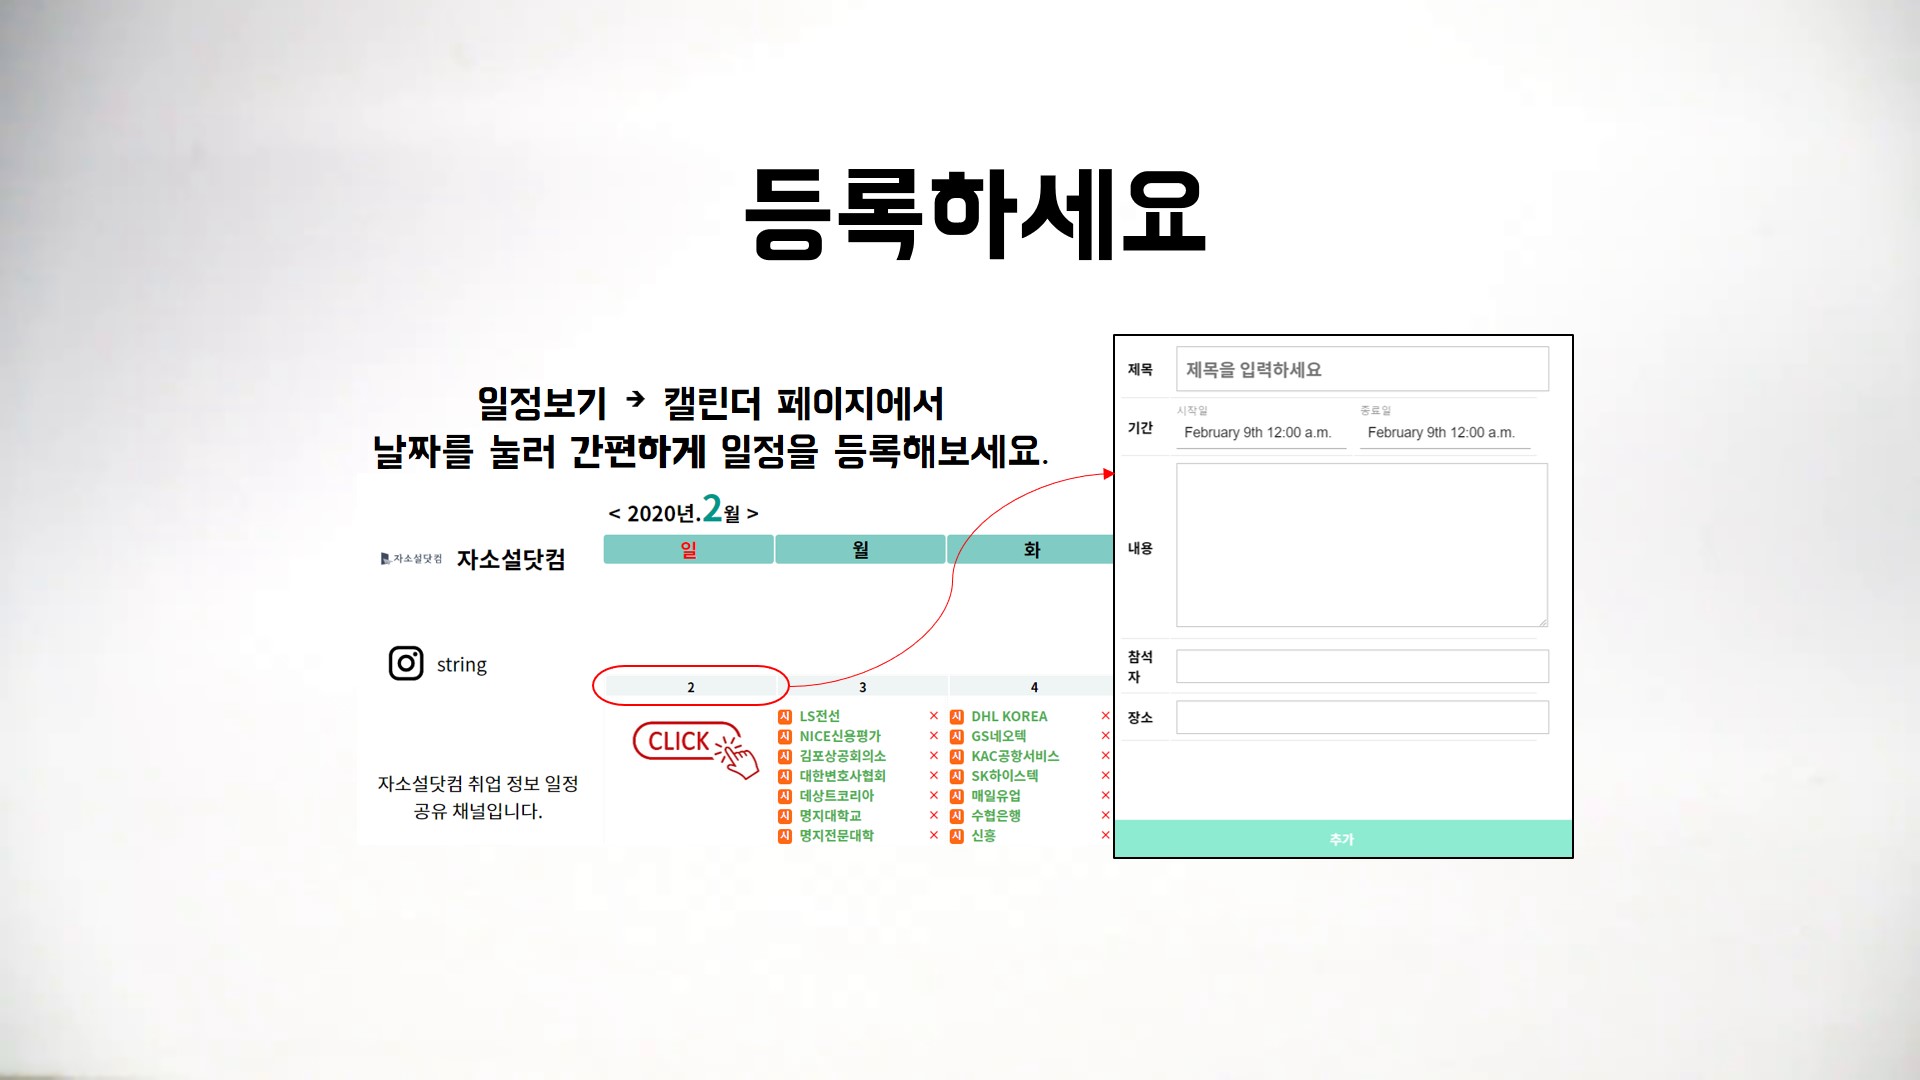 등록하세요
일정보기 → 캘린더 페이지에서
날짜를 눌러 간편하게 일정을 등록해보세요.
< 2020년.2월 >
자소설닷컴 자소설닷컴
일 월 화
string
2 3 4
CLICK
시 LS전선 × 시 DHL KOREA ×
시 NICE신용평가 × 시 GS네오텍 ×
시 김포상공회의소 × 시 KAC공항서비스 ×
시 대한변호사협회 × 시 SK하이스텍 ×
시 데상트코리아 × 시 매일유업 ×
시 명지대학교 × 시 수협은행 ×
시 명지전문대학 × 시 신흥 ×
자소설닷컴 취업 정보 일정
공유 채널입니다.
제목 제목을 입력하세요
시작일 종료일
기간 February 9th 12:00 a.m. February 9th 12:00 a.m.
내용
참석
자
장소
추가